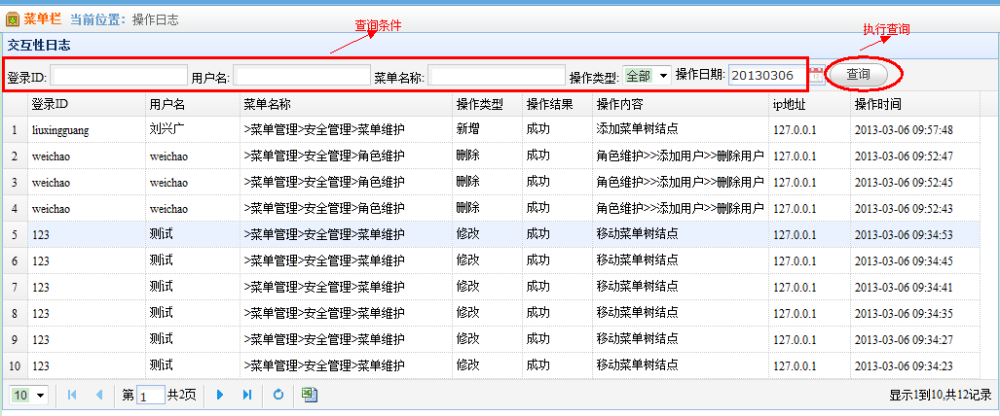 菜单栏 当前位置: 操作日志
查询条件 执行查询
交互性日志
登录ID: 用户名: 菜单名称: 操作类型: 全部 操作日期: 20130306 查询
登录ID 用户名 菜单名称 操作类型 操作结果 操作内容 ip地址 操作时间
1 liuxingguang 刘兴广 >菜单管理>安全管理>菜单维护 新增 成功 添加菜单树结点 127.0.0.1 2013-03-06 09:57:48
2 weichao weichao >菜单管理>安全管理>角色维护 删除 成功 角色维护>>添加用户>>删除用户 127.0.0.1 2013-03-06 09:52:47
3 weichao weichao >菜单管理>安全管理>角色维护 删除 成功 角色维护>>添加用户>>删除用户 127.0.0.1 2013-03-06 09:52:45
4 weichao weichao >菜单管理>安全管理>角色维护 删除 成功 角色维护>>添加用户>>删除用户 127.0.0.1 2013-03-06 09:52:43
5 123 测试 >菜单管理>安全管理>菜单维护 修改 成功 移动菜单树结点 127.0.0.1 2013-03-06 09:34:53
6 123 测试 >菜单管理>安全管理>菜单维护 修改 成功 移动菜单树结点 127.0.0.1 2013-03-06 09:34:45
7 123 测试 >菜单管理>安全管理>菜单维护 修改 成功 移动菜单树结点 127.0.0.1 2013-03-06 09:34:41
8 123 测试 >菜单管理>安全管理>菜单维护 修改 成功 移动菜单树结点 127.0.0.1 2013-03-06 09:34:35
9 123 测试 >菜单管理>安全管理>菜单维护 修改 成功 移动菜单树结点 127.0.0.1 2013-03-06 09:34:27
10 123 测试 >菜单管理>安全管理>菜单维护 修改 成功 移动菜单树结点 127.0.0.1 2013-03-06 09:34:23
10 第 1 共2页 显示1到10,共12记录